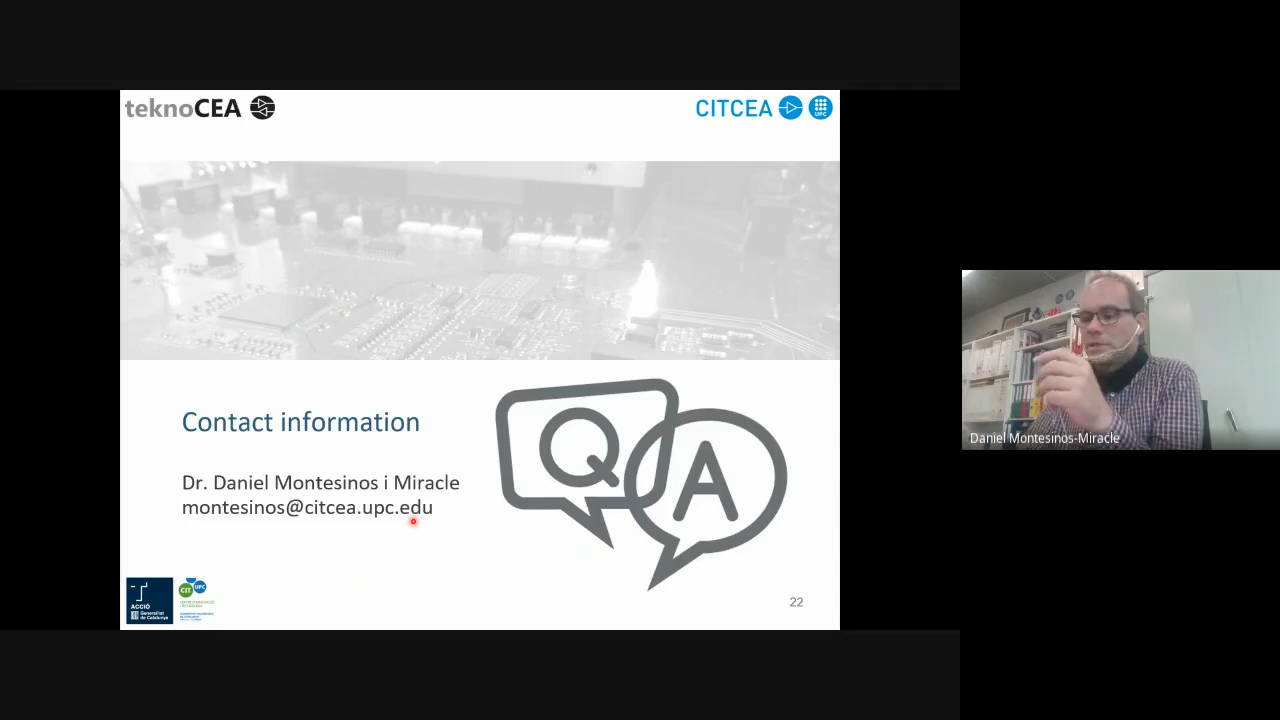 teknoCEA
CITCEA
UPC
Contact information
Dr. Daniel Montesinos i Miracle
montesinos@citcea.upc.edu
Q
A
Daniel Montesinos-Miracle
ACCIÓ
Generalitat
de Catalunya
CIT
UPC
22